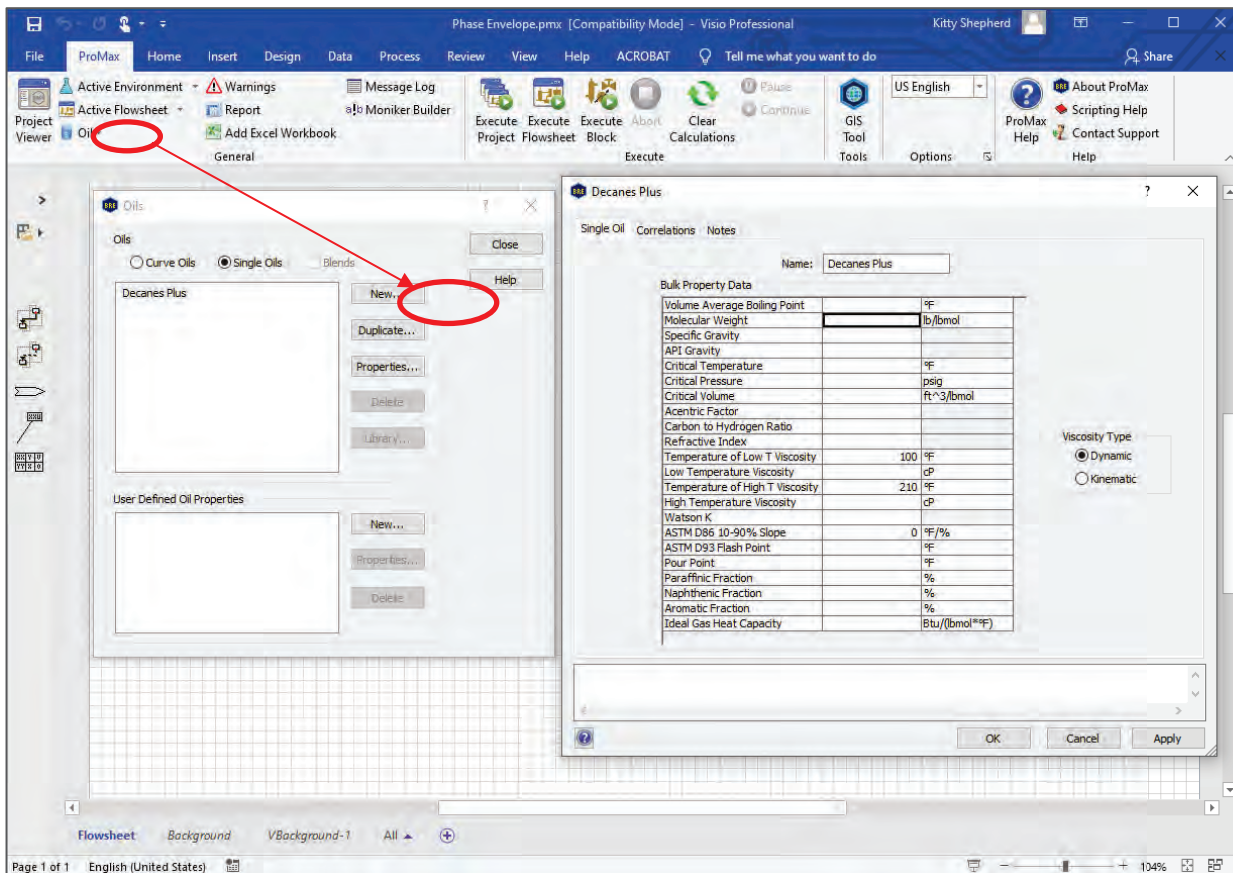 Phase Envelope.pmx [Compatibility Mode] - Visio Professional
Kitty Shepherd
File ProMax Home Insert Design Data Process Review View Help ACROBAT Tell me what you want to do Share
Project Viewer
Active Environment
Active Flowsheet
Warnings
Report
Add Excel Workbook
Message Log
Moniker Builder
General
Execute Project
Execute Flowsheet
Execute Block
Abort
Clear Calculations
Pause
Continue
Execute
GIS Tool
Tools
US English
Options
ProMax Help
About ProMax
Scripting Help
Contact Support
Help
BRE Oils ?
Oils
Curve Oils Single Oils Blends
Decanes Plus
New...
Duplicate...
Properties...
Delete
Library...
Close
Help
User Defined Oil Properties
New...
Properties...
Delete
BRE Decanes Plus ?
Single Oil Correlations Notes
Name: Decanes Plus
Bulk Property Data
Volume Average Boiling Point °F
Molecular Weight lb/lbmol
Specific Gravity
API Gravity
Critical Temperature °F
Critical Pressure psig
Critical Volume ft^3/lbmol
Acentric Factor
Carbon to Hydrogen Ratio
Refractive Index
Temperature of Low T Viscosity 100 °F
Low Temperature Viscosity cP
Temperature of High T Viscosity 210 °F
High Temperature Viscosity cP
Watson K
ASTM D86 10-90% Slope 0 °F/%
ASTM D93 Flash Point °F
Pour Point °F
Paraffinic Fraction %
Naphthenic Fraction %
Aromatic Fraction %
Ideal Gas Heat Capacity Btu/(lbmol*°F)
Viscosity Type
Dynamic
Kinematic
OK Cancel Apply
Flowsheet Background VBackground-1 All
Page 1 of 1 English (United States) 104%